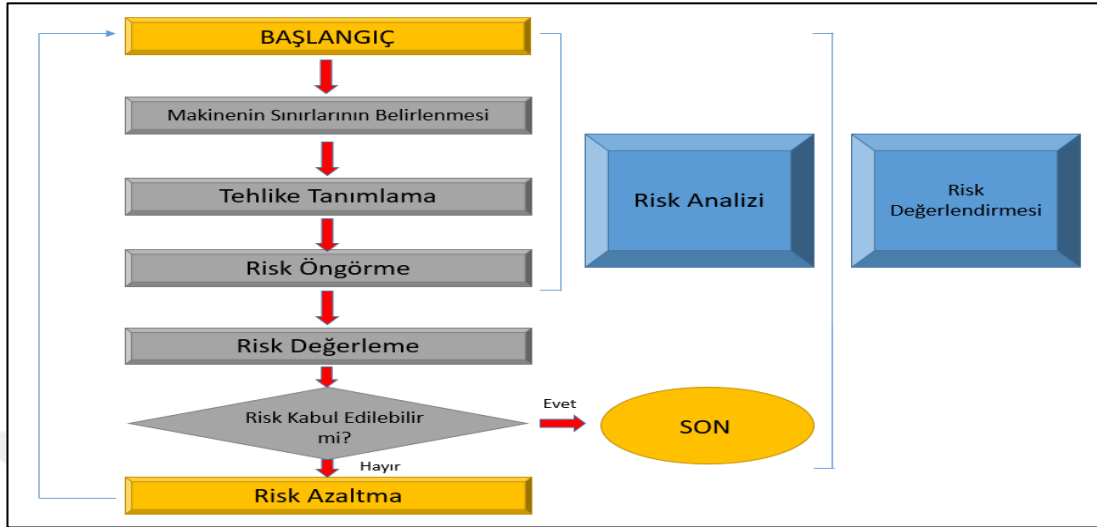 BAŞLANGIÇ
Makinenin Sınırlarının Belirlenmesi
Tehlike Tanımlama
Risk Öngörme
Risk Analizi
Risk
Değerlendirmesi
Risk Değerleme
Risk Kabul Edilebilir
mi?
Evet
SON
Hayır
Risk Azaltma